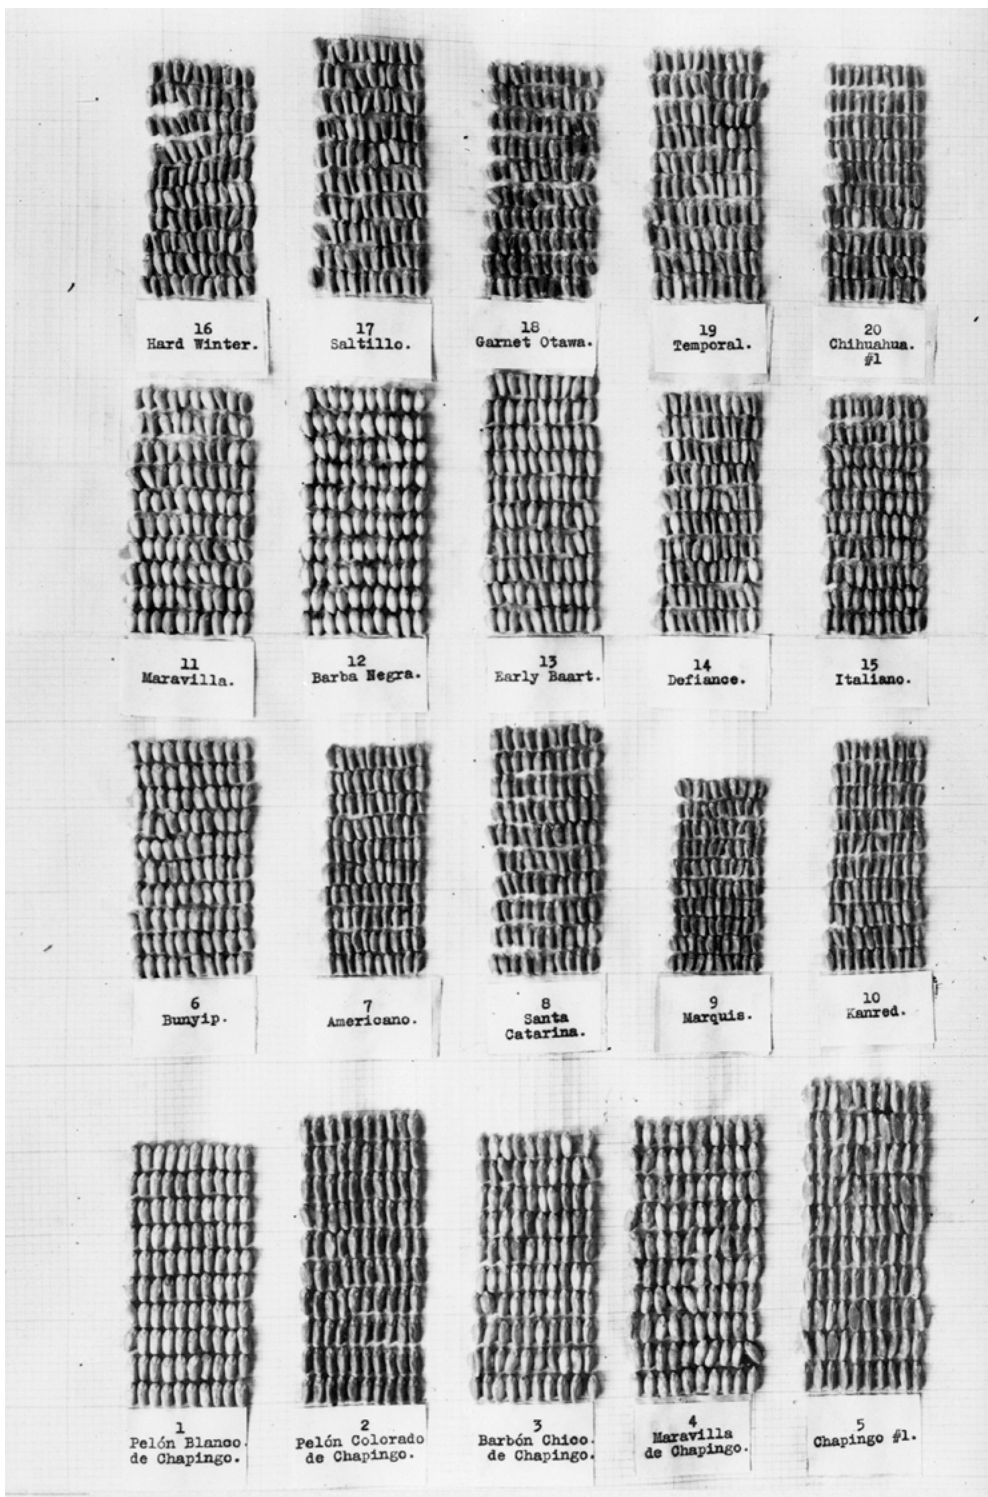 16
Hard Winter.
17
Saltillo.
18
Garnet Otawa.
19
Temporal.
20
Chihuahua.
#1
11
Maravilla.
12
Barba Negra.
13
Early Baart.
14
Defiance.
15
Italiano.
6
Bunyip.
7
Americano.
8
Santa
Catarina.
9
Marquis.
10
Kanred.
1
Pelón Blanco.
de Chapingo.
2
Pelón Colorado
de Chapingo.
3
Barbón Chico.
de Chapingo.
4
Maravilla
de Chapingo.
5
Chapingo #1.